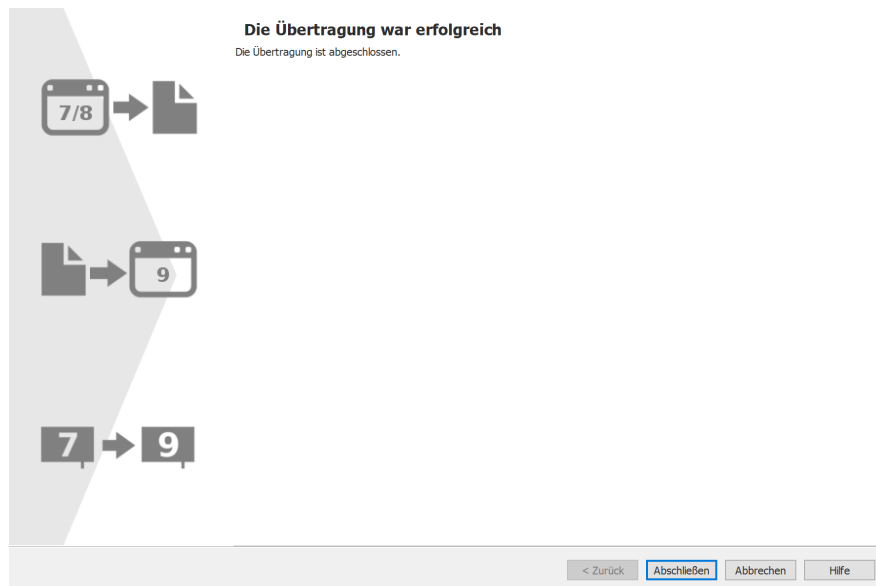 Die Übertragung war erfolgreich
Die Übertragung ist abgeschlossen.
7/8
9
7 9
< Zurück Abschließen Abbrechen Hilfe